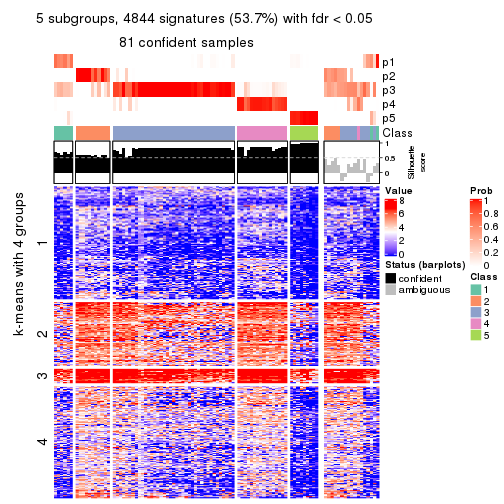 5 subgroups, 4844 signatures (53.7%) with fdr < 0.05
81 confident samples
p1
p2
p3
p4
p5
Class
1
0.5
0
Silhouette
score
k-means with 4 groups
1
2
3
4
Value
8
6
4
2
0
Status (barplots)
confident
ambiguous
Prob
1
0.8
0.6
0.4
0.2
0
Class
1
2
3
4
5